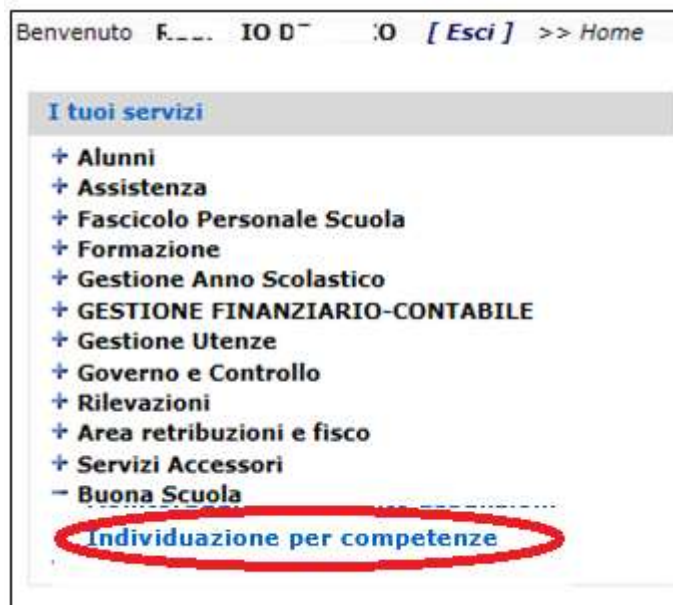 Benvenuto [ Esci ] >> Home
I tuoi servizi
+ Alunni
+ Assistenza
+ Fascicolo Personale Scuola
+ Formazione
+ Gestione Anno Scolastico
+ GESTIONE FINANZIARIO-CONTABILE
+ Gestione Utenze
+ Governo e Controllo
+ Rilevazioni
+ Area retribuzioni e fisco
+ Servizi Accessori
− Buona Scuola
Individuazione per competenze